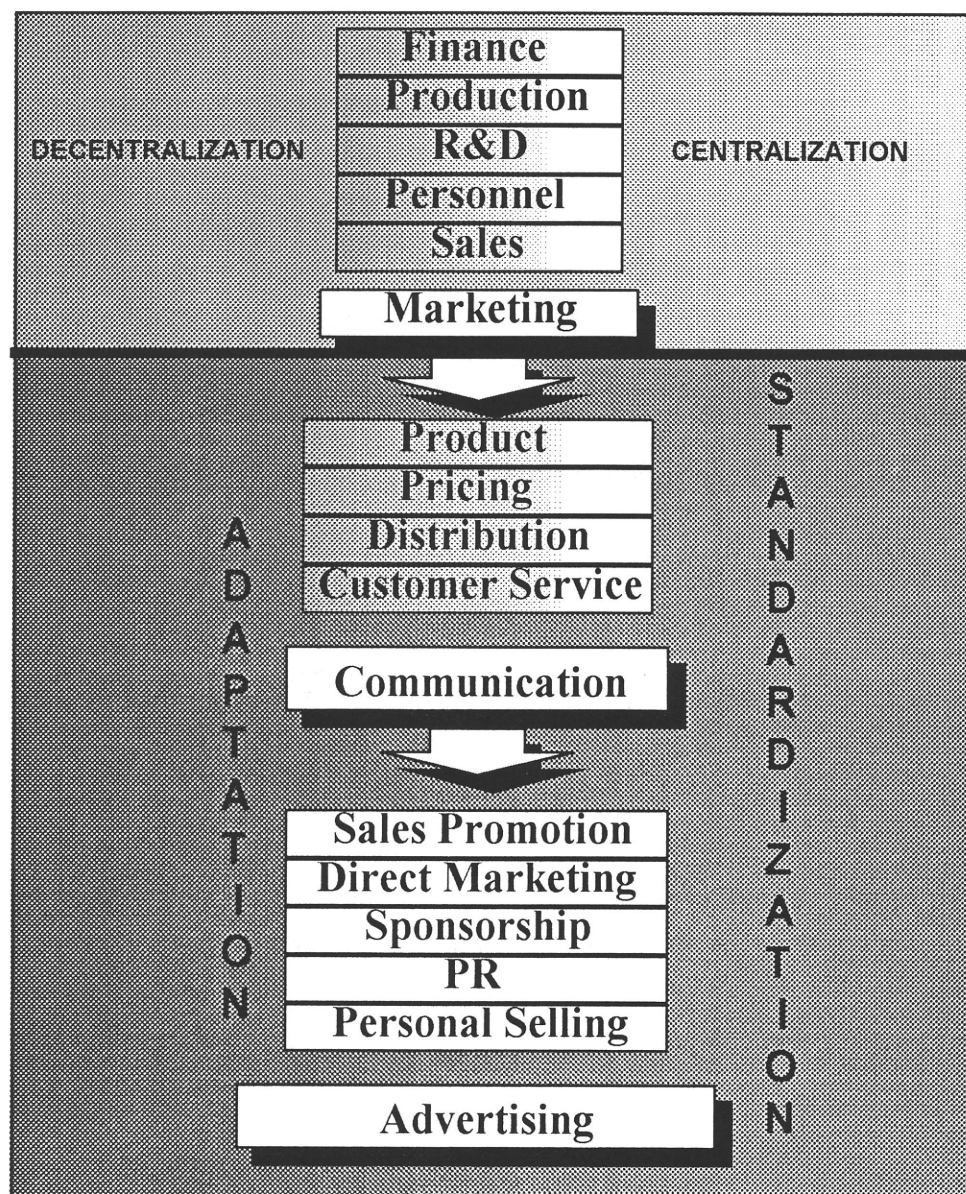 Finance
Production
DECENTRALIZATION
R&D
CENTRALIZATION
Personnel
Sales
Marketing
Product
Pricing
Distribution
Customer Service
ADAPTATION
STANDARDIZATION
Communication
Sales Promotion
Direct Marketing
Sponsorship
PR
Personal Selling
Advertising